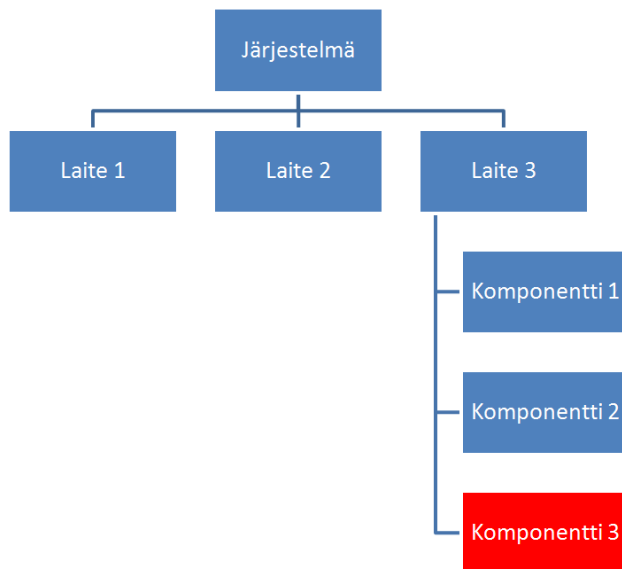 Järjestelmä
Laite 1
Laite 2
Laite 3
Komponentti 1
Komponentti 2
Komponentti 3